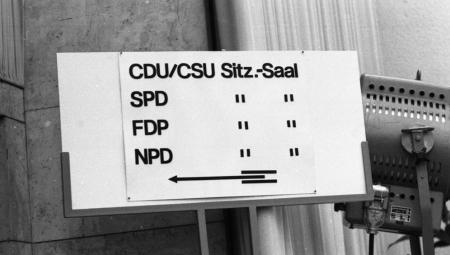 CDU/CSU Sitz.-Saal
SPD " "
FDP " "
NPD " "